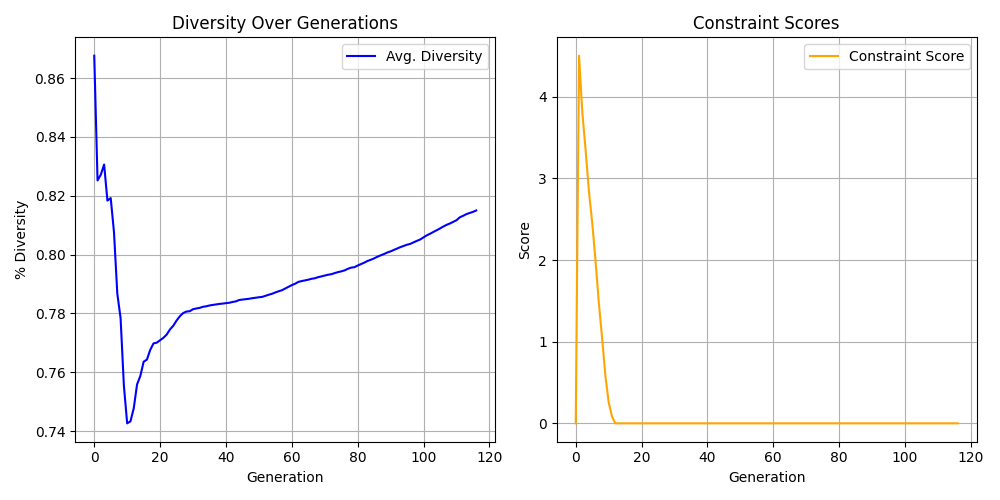 Diversity Over Generations
Avg. Diversity
% Diversity
0.86
0.84
0.82
0.80
0.78
0.76
0.74
0 20 40 60 80 100 120
Generation
Constraint Scores
Constraint Score
Score
4
3
2
1
0
0 20 40 60 80 100 120
Generation